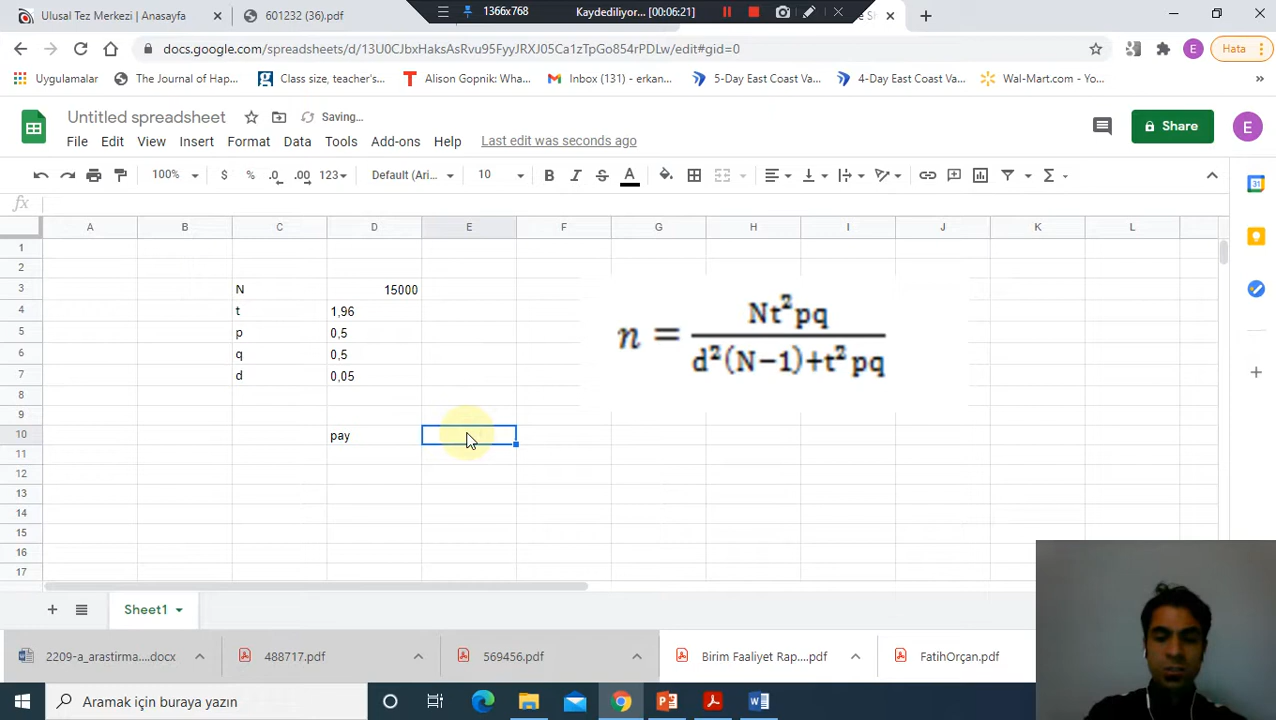 Ulusal Tez Merkezi | Anasayfa
601232 (30).pdf
1366x768
Kaydediliyor... [00:06:21]
docs.google.com/spreadsheets/d/13U0CJbxHaksAsRvu95FyyJRXJ05Ca1zTpGo854rPDLw/edit#gid=0
E
Hata
Uygulamalar
The Journal of Hap...
Class size, teacher's...
Alison Gopnik: Wha...
Inbox (131) - erkan...
5-Day East Coast Va...
4-Day East Coast Va...
Wal-Mart.com - Yo...
»
Untitled spreadsheet
Saving...
File Edit View Insert Format Data Tools Add-ons Help Last edit was seconds ago
Share
E
100% $ % .0 .00 123 Default (Ari... 10 B I S A Σ
31
fx
A B C D E F G H I J K L
1
2
3 N 15000
4 t 1,96
5 p 0,5
6 q 0,5
7 d 0,05
8
9
10 pay
11
12
13
14
15
16
17
n = Nt²pq
d²(N−1)+t²pq
Sheet1
2209-a_arastirma....docx
488717.pdf
569456.pdf
Birim Faaliyet Rap....pdf
FatihOrçan.pdf
Aramak için buraya yazın